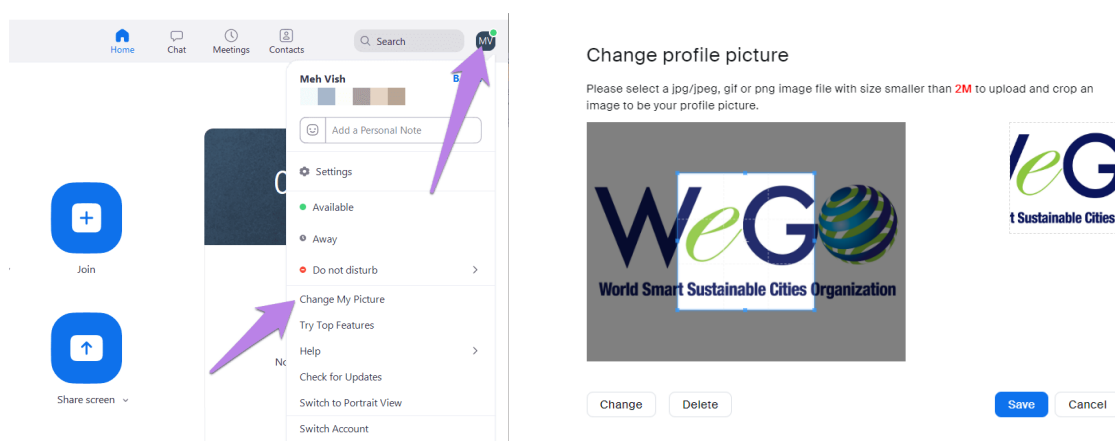 Home
Chat
Meetings
Contacts
Search
MV
Meh Vish
Add a Personal Note
Settings
Available
Away
Do not disturb
Change My Picture
Try Top Features
Help
Check for Updates
Switch to Portrait View
Switch Account
Join
Share screen
Change profile picture
Please select a jpg/jpeg, gif or png image file with size smaller than 2M to upload and crop an
image to be your profile picture.
WeGO
World Smart Sustainable Cities Organization
eG
t Sustainable Cities
Change
Delete
Save
Cancel